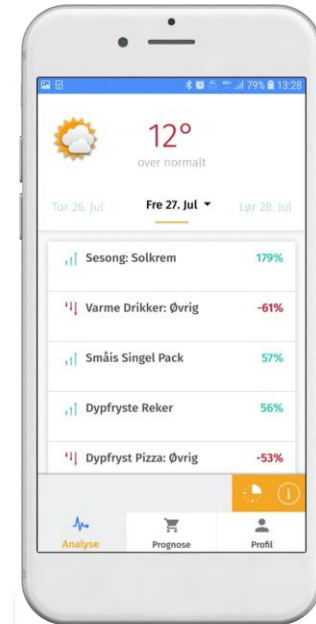 79% 13:28
12°
over normalt
Tor 26. Jul Fre 27. Jul Lør 28. Jul
Sesong: Solkrem 179%
Varme Drikker: Øvrig -61%
Småis Singel Pack 57%
Dypfryste Reker 56%
Dypfryst Pizza: Øvrig -53%
i
Analyse Prognose Profil